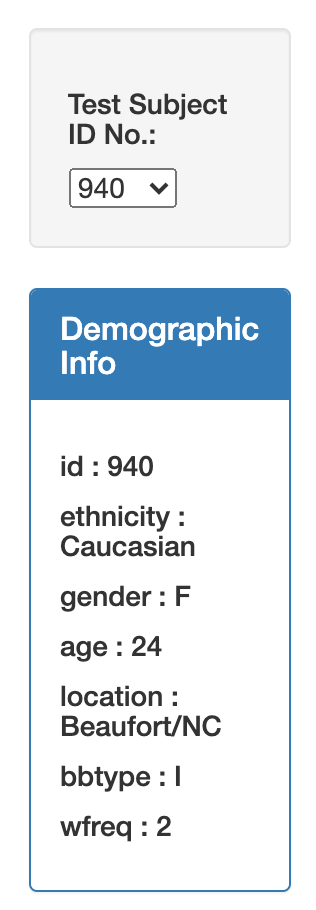 Test Subject
ID No.:
940
Demographic
Info
id : 940
ethnicity :
Caucasian
gender : F
age : 24
location :
Beaufort/NC
bbtype : I
wfreq : 2